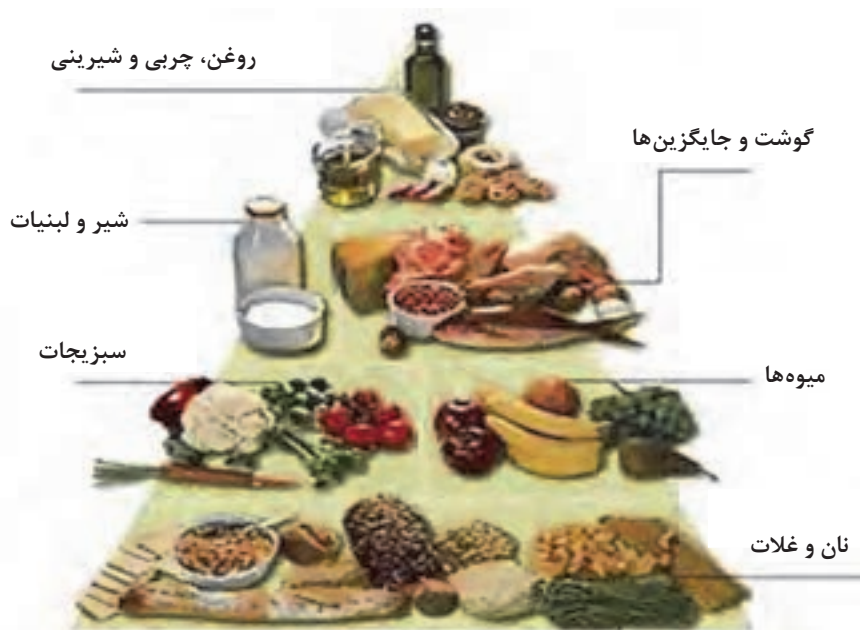 روغن، چربی و شیرینی
گوشت و جایگزین‌ها
شیر و لبنیات
سبزیجات
میوه‌ها
نان و غلات